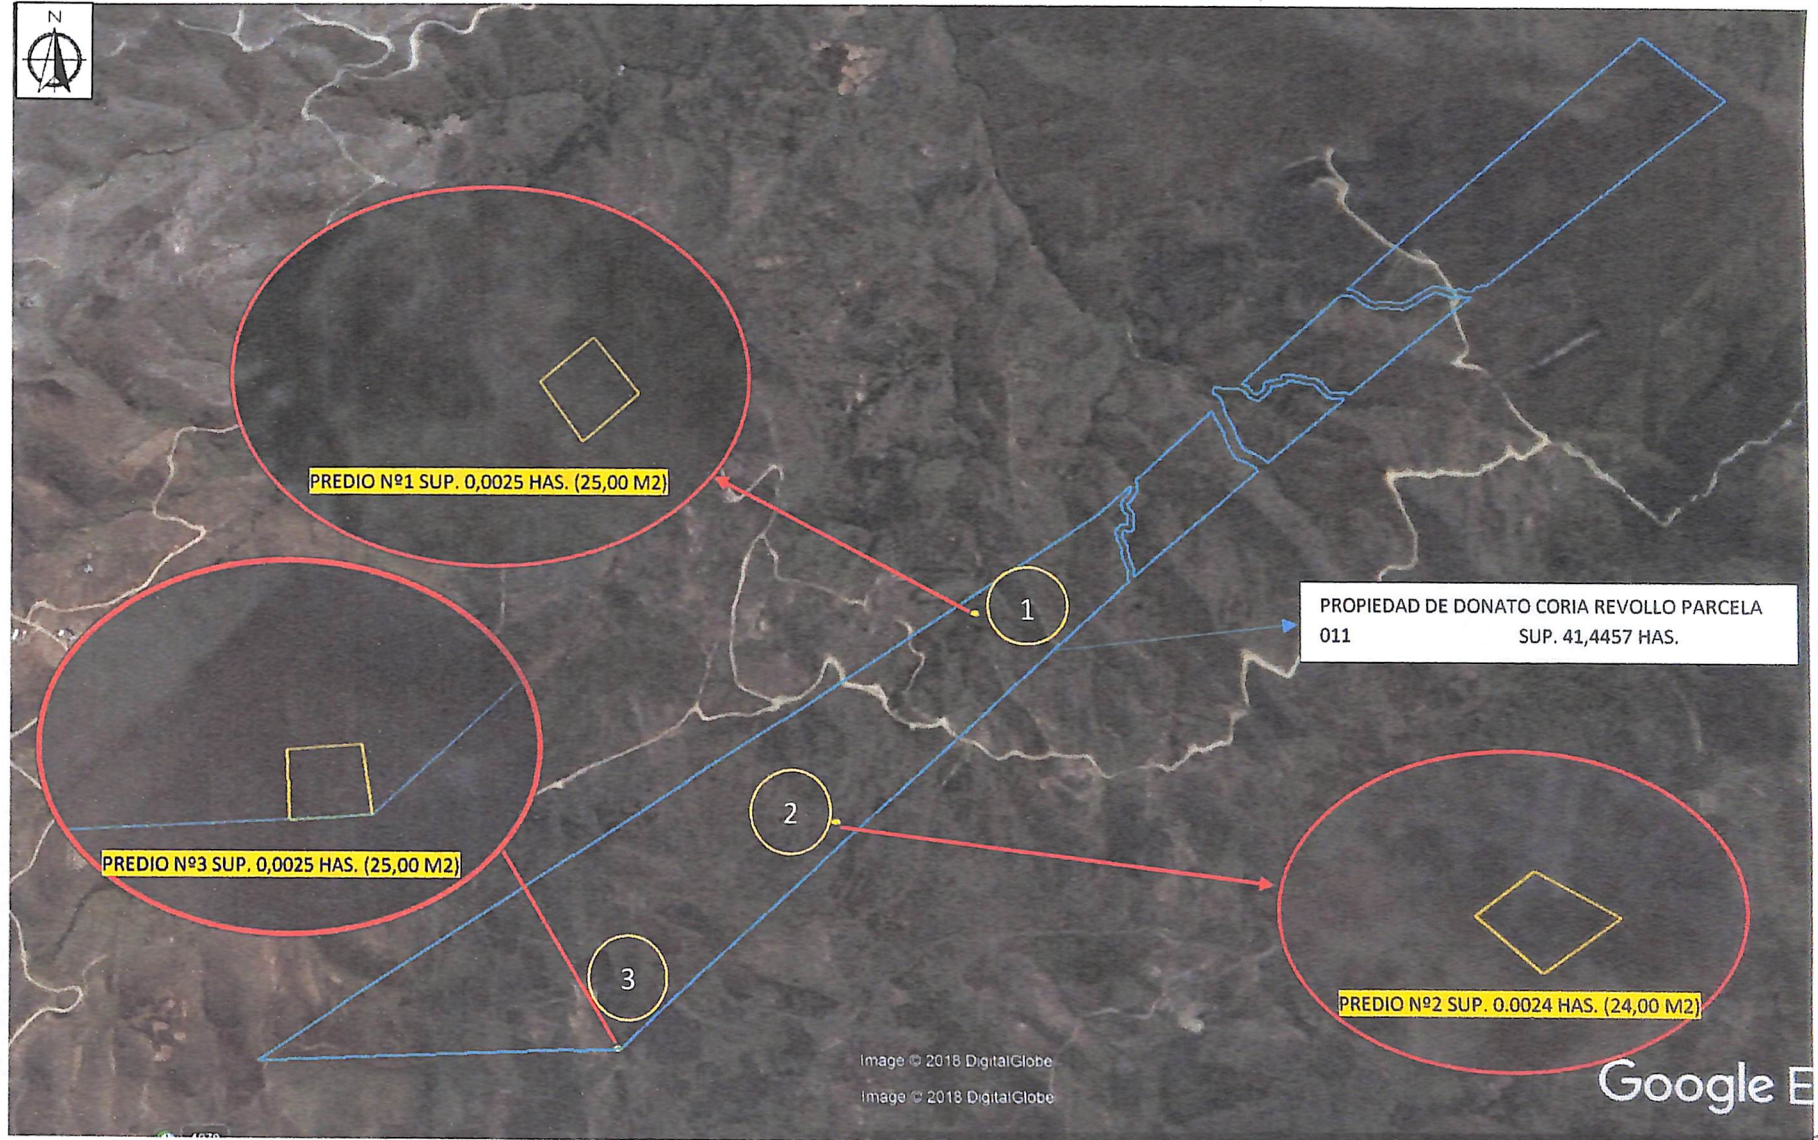 N
PREDIO Nº1 SUP. 0,0025 HAS. (25,00 M2)
1
PROPIEDAD DE DONATO CORIA REVOLLO PARCELA
011 SUP. 41,4457 HAS.
2
PREDIO Nº3 SUP. 0,0025 HAS. (25,00 M2)
3
PREDIO Nº2 SUP. 0.0024 HAS. (24,00 M2)
Image © 2018 DigitalGlobe
Image © 2018 DigitalGlobe
Google E